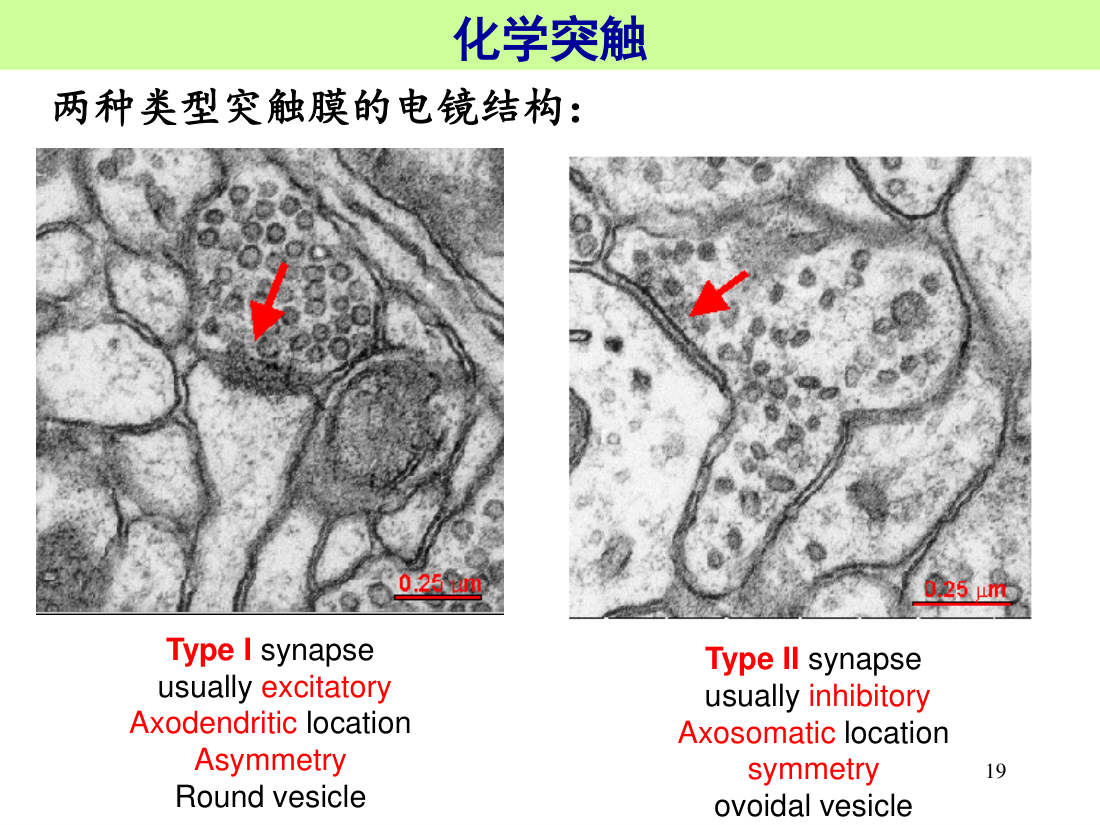 化学突触
两种类型突触膜的电镜结构：
0.25 μm
0.25 μm
Type I synapse
usually excitatory
Axodendritic location
Asymmetry
Round vesicle
Type II synapse
usually inhibitory
Axosomatic location
symmetry
ovoidal vesicle
19